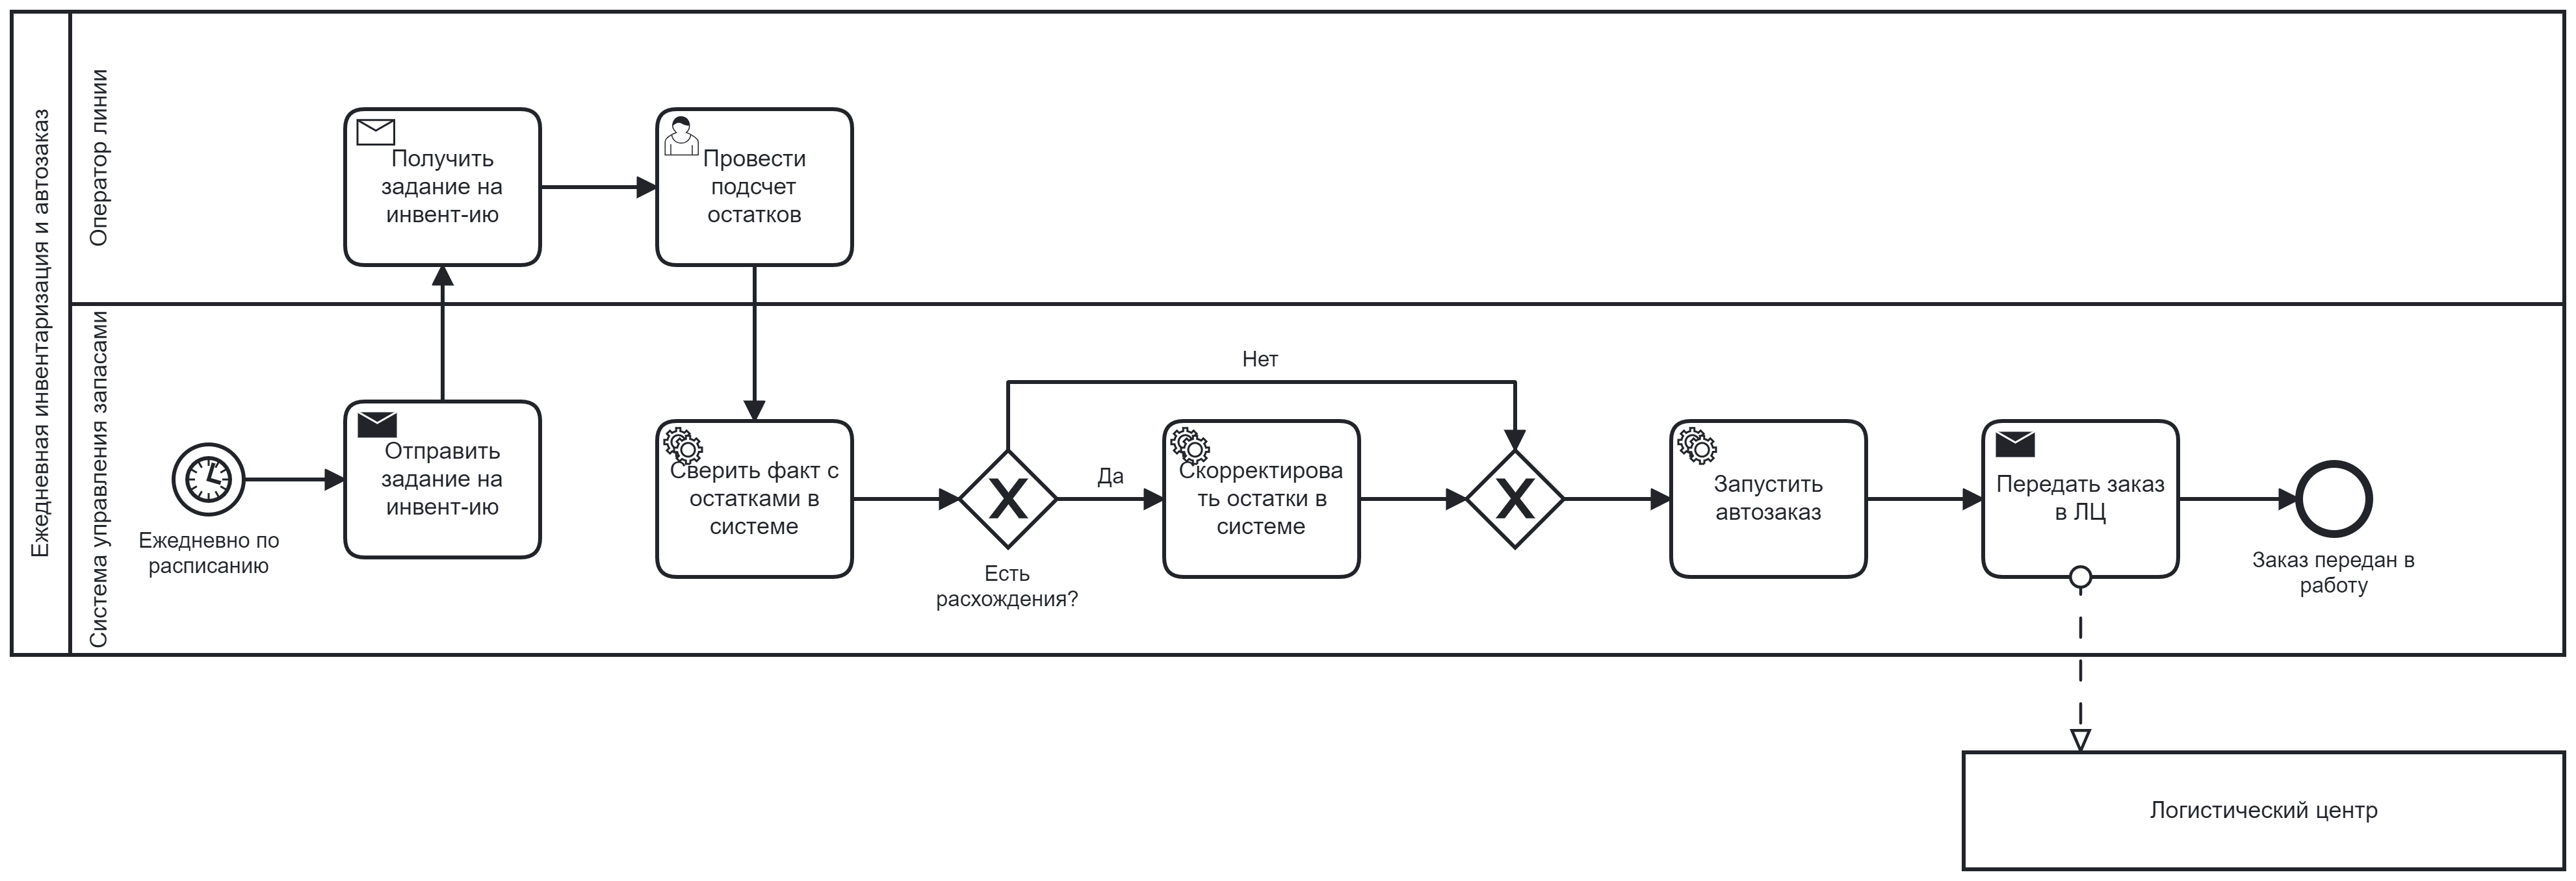 Ежедневная инвентаризация и автозаказ
Оператор линии
Получить
задание на
инвент-ию
Провести
подсчет
остатков
Система управления запасами
Ежедневно по
расписанию
Отправить
задание на
инвент-ию
Сверить факт с
остатками в
системе
Есть
расхождения?
Нет
Да
Скорректирова
ть остатки в
системе
Запустить
автозаказ
Передать заказ
в ЛЦ
Заказ передан в
работу
Логистический центр